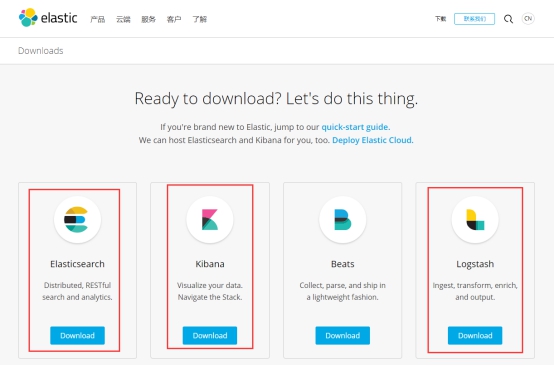 elastic 产品 云端 服务 客户 了解 下载 联系我们 CN
Downloads
Ready to download? Let's do this thing.
If you're brand new to Elastic, jump to our quick-start guide.
We can host Elasticsearch and Kibana for you, too. Deploy Elastic Cloud.
Elasticsearch
Distributed, RESTful
search and analytics.
Download
Kibana
Visualize your data.
Navigate the Stack.
Download
Beats
Collect, parse, and ship in
a lightweight fashion.
Download
Logstash
Ingest, transform, enrich,
and output.
Download